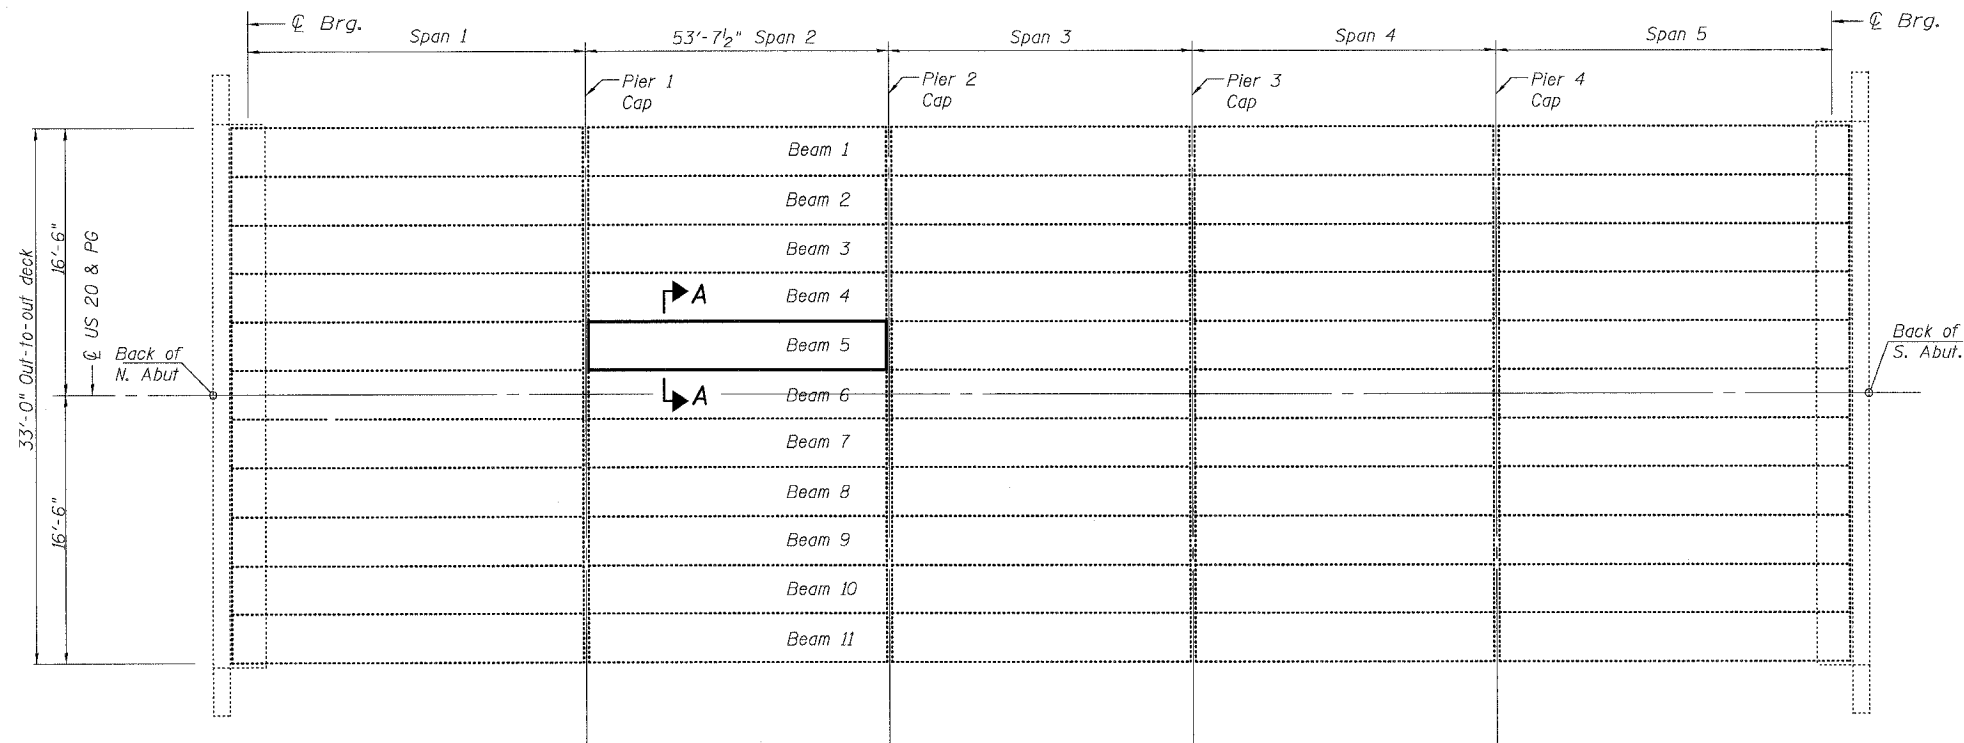 ℄ Brg.
Span 1
53'-7½" Span 2
Span 3
Span 4
Span 5
℄ Brg.
Pier 1
Cap
Pier 2
Cap
Pier 3
Cap
Pier 4
Cap
33'-0" Out-to-out deck
16'-6"
16'-6"
℄ US 20 & PG
Back of
N. Abut
Beam 1
Beam 2
Beam 3
Beam 4
Beam 5
Beam 6
Beam 7
Beam 8
Beam 9
Beam 10
Beam 11
A
A
Back of
S. Abut.